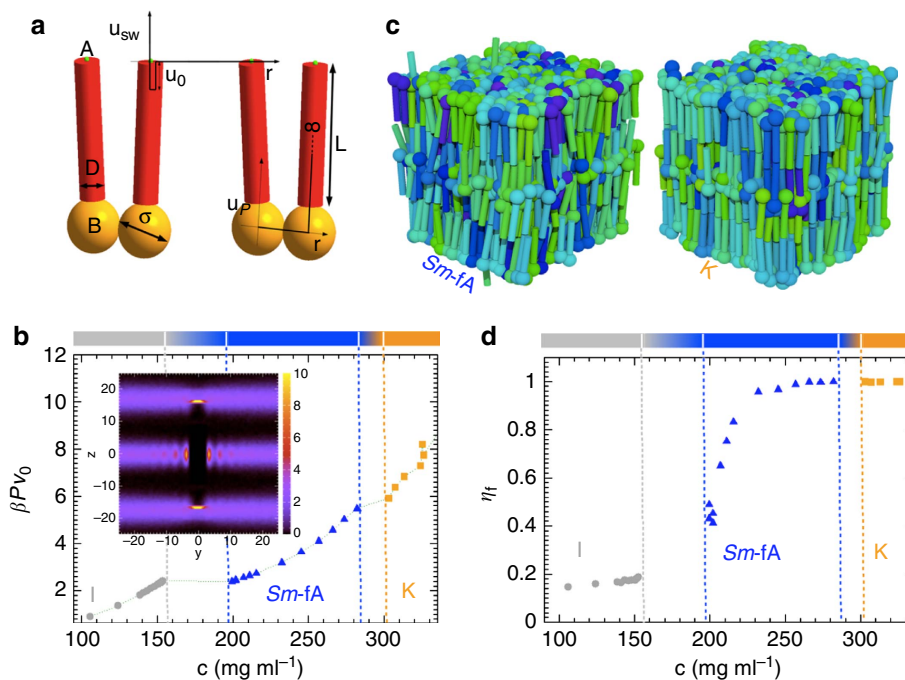 a
u_sw
A
u_0
r
8
L
D
u_P
B
σ
r
c
Sm-fA
K
b
12
10
8
6
4
2
βPv_0
20
10
0
−10
−20
z
−20 −10 0 10 20
y
10
8
6
4
2
0
I
Sm-fA
K
100 150 200 250 300
c (mg ml⁻¹)
d
1
0.8
0.6
0.4
0.2
0
η_f
I
Sm-fA
K
100 150 200 250 300
c (mg ml⁻¹)